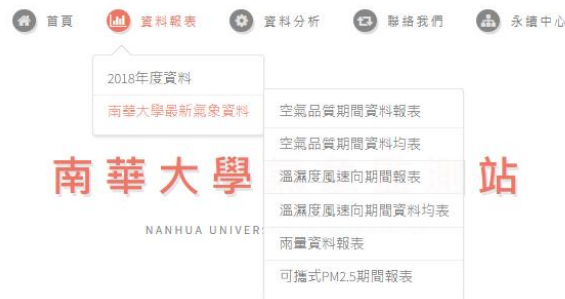 首頁 資料報表 資料分析 聯絡我們 永續中心
2018年度資料
南華大學最新氣象資料
空氣品質期間資料報表
空氣品質期間資料均表
溫濕度風速向期間報表
溫濕度風速向期間資料均表
雨量資料報表
可攜式PM2.5期間報表
南華大學 站
NANHUA UNIVER